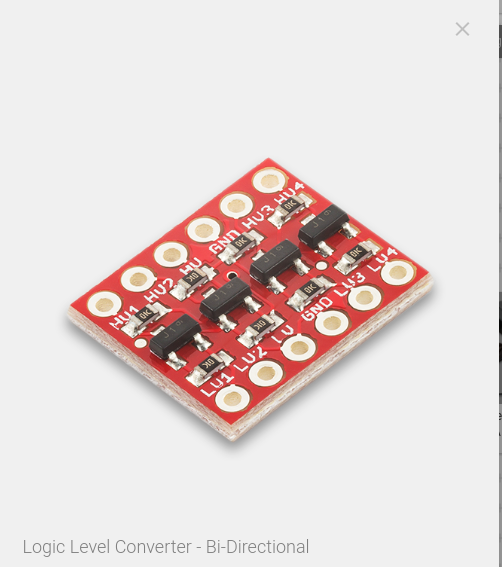 HV1 HV2 HV GND HV3 HV4
LV1 LV2 LV GND LV3 LV4
Logic Level Converter - Bi-Directional